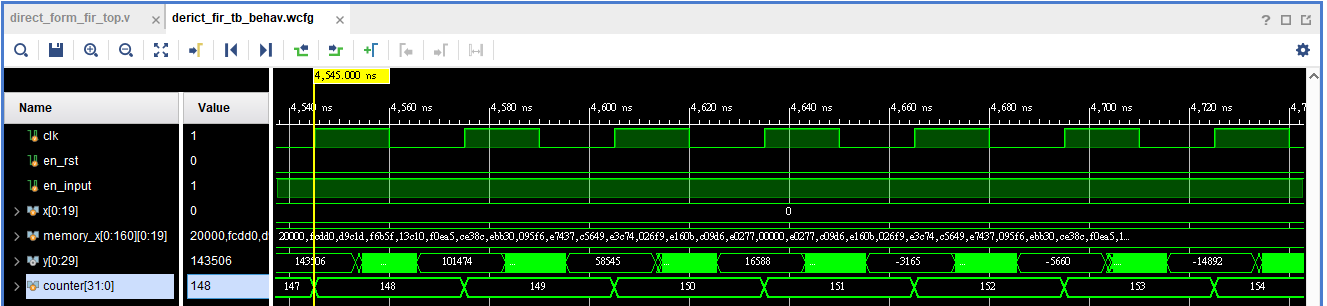 direct_form_fir_top.v × derict_fir_tb_behav.wcfg × ?
4,545.000 ns
Name Value
4,540 ns 4,560 ns 4,580 ns 4,600 ns 4,620 ns 4,640 ns 4,660 ns 4,680 ns 4,700 ns 4,720 ns 4,7
clk 1
en_rst 0
en_input 1
x[0:19] 0 0
memory_x[0:160][0:19] 20000,fcdd0,d 20000,fcdd0,d9c1d,f6b5f,13c10,f0ea5,ce38c,ebb30,095f6,e7437,c5649,e3c74,026f9,e160b,c09d6,e0277,00000,e0277,c09d6,e160b,026f9,e3c74,c5649,e7437,095f6,ebb30,ce38c,f0ea5,1...
y[0:29] 143506 143506 ... 101474 ... 58545 ... 16588 ... -3165 ... -5660 ... -14892
counter[31:0] 148 147 148 149 150 151 152 153 154